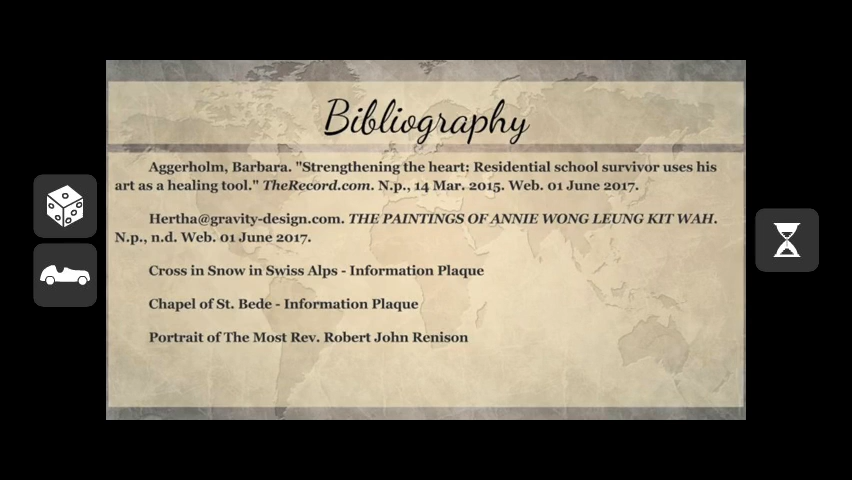 Bibliography
Aggerholm, Barbara. "Strengthening the heart: Residential school survivor uses his
art as a healing tool." TheRecord.com. N.p., 14 Mar. 2015. Web. 01 June 2017.
Hertha@gravity-design.com. THE PAINTINGS OF ANNIE WONG LEUNG KIT WAH.
N.p., n.d. Web. 01 June 2017.
Cross in Snow in Swiss Alps - Information Plaque
Chapel of St. Bede - Information Plaque
Portrait of The Most Rev. Robert John Renison